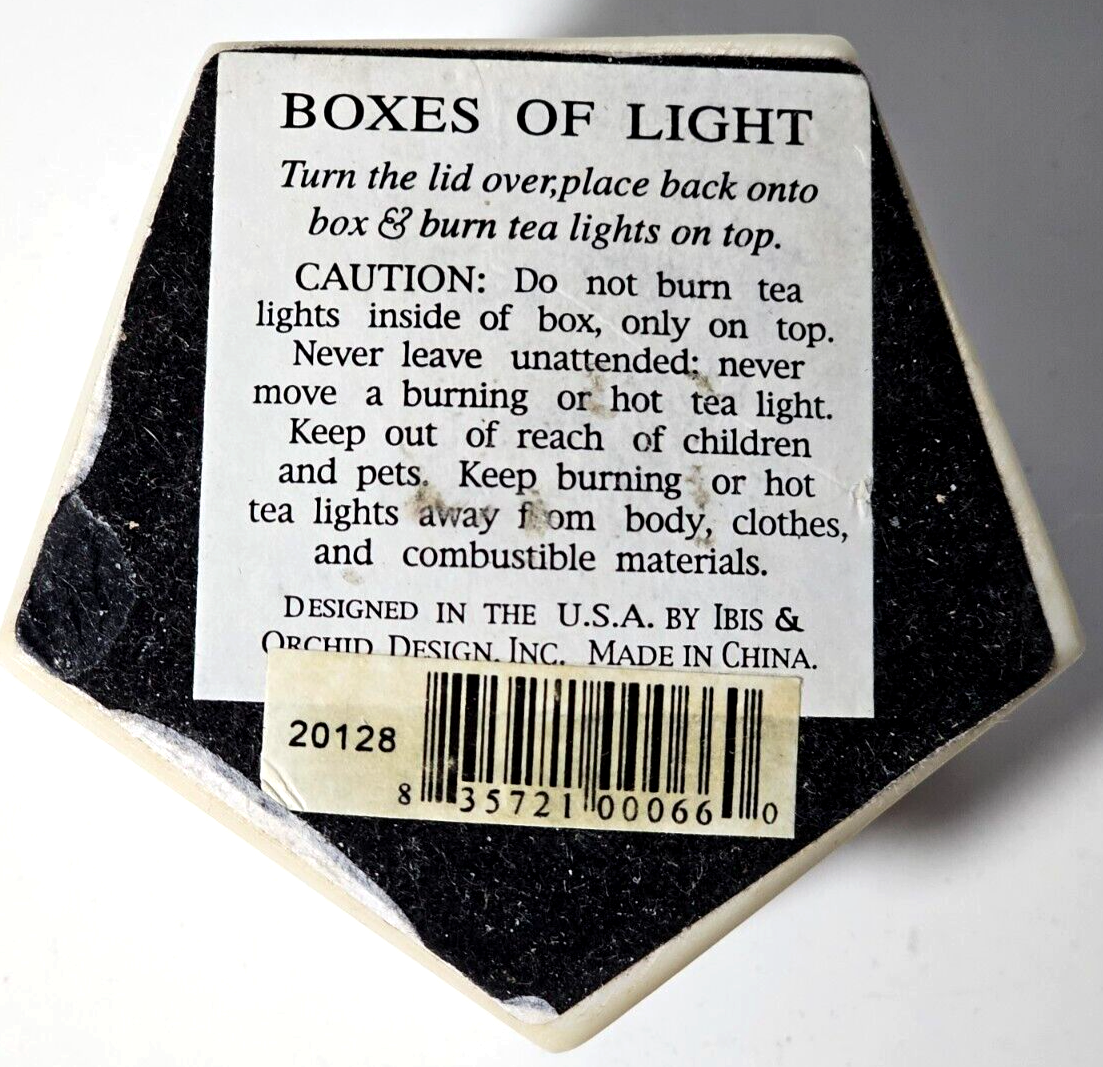 BOXES OF LIGHT
Turn the lid over,place back onto
box & burn tea lights on top.
CAUTION: Do not burn tea
lights inside of box, only on top.
Never leave unattended; never
move a burning or hot tea light.
Keep out of reach of children
and pets. Keep burning or hot
tea lights away from body, clothes,
and combustible materials.
DESIGNED IN THE U.S.A. BY IBIS &
ORCHID DESIGN, INC. MADE IN CHINA.
20128
8 35721 00066 0